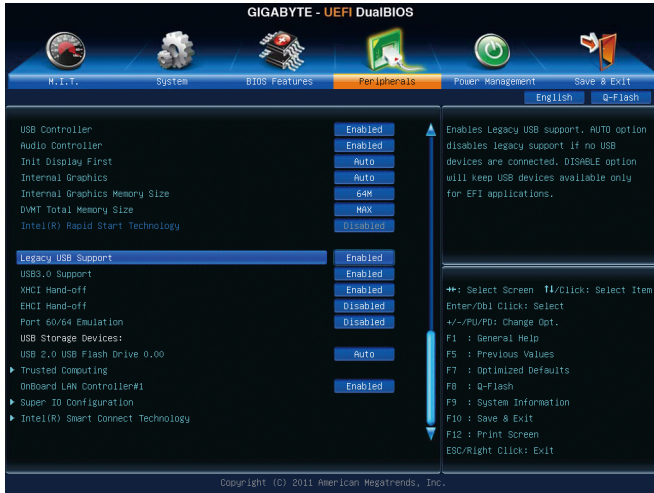 GIGABYTE - UEFI DualBIOS
M.I.T. System BIOS Features Peripherals Power Management Save & Exit
English Q-Flash
USB Controller Enabled
Audio Controller Enabled
Init Display First Auto
Internal Graphics Auto
Internal Graphics Memory Size 64M
DVMT Total Memory Size MAX
Intel(R) Rapid Start Technology Disabled
Legacy USB Support Enabled
USB3.0 Support Enabled
XHCI Hand-off Enabled
EHCI Hand-off Disabled
Port 60/64 Emulation Disabled
USB Storage Devices:
USB 2.0 USB Flash Drive 0.00 Auto
Trusted Computing
OnBoard LAN Controller#1 Enabled
Super IO Configuration
Intel(R) Smart Connect Technology
Enables Legacy USB support. AUTO option
disables legacy support if no USB
devices are connected. DISABLE option
will keep USB devices available only
for EFI applications.
→←: Select Screen ↑↓/Click: Select Item
Enter/Dbl Click: Select
+/-/PU/PD: Change Opt.
F1 : General Help
F5 : Previous Values
F7 : Optimized Defaults
F8 : Q-Flash
F9 : System Information
F10 : Save & Exit
F12 : Print Screen
ESC/Right Click: Exit
Copyright (C) 2011 American Megatrends, Inc.